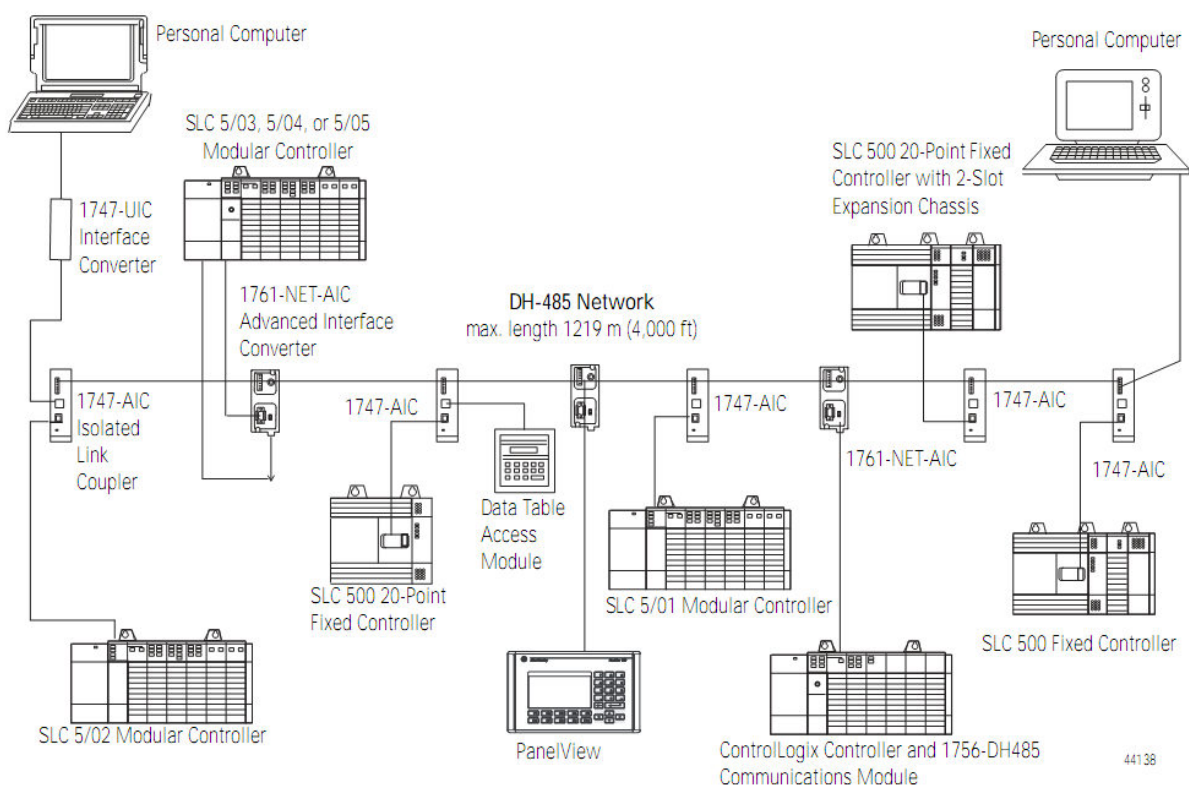 Personal Computer
Personal Computer
SLC 5/03, 5/04, or 5/05
Modular Controller
SLC 500 20-Point Fixed
Controller with 2-Slot
Expansion Chassis
1747-UIC
Interface
Converter
1761-NET-AIC
Advanced Interface
Converter
DH-485 Network
max. length 1219 m (4,000 ft)
1747-AIC
Isolated
Link
Coupler
1747-AIC
1747-AIC
1761-NET-AIC
1747-AIC
1747-AIC
Data Table
Access
Module
SLC 500 20-Point
Fixed Controller
SLC 5/01 Modular Controller
SLC 500 Fixed Controller
SLC 5/02 Modular Controller
PanelView
ControlLogix Controller and 1756-DH485
Communications Module
44138